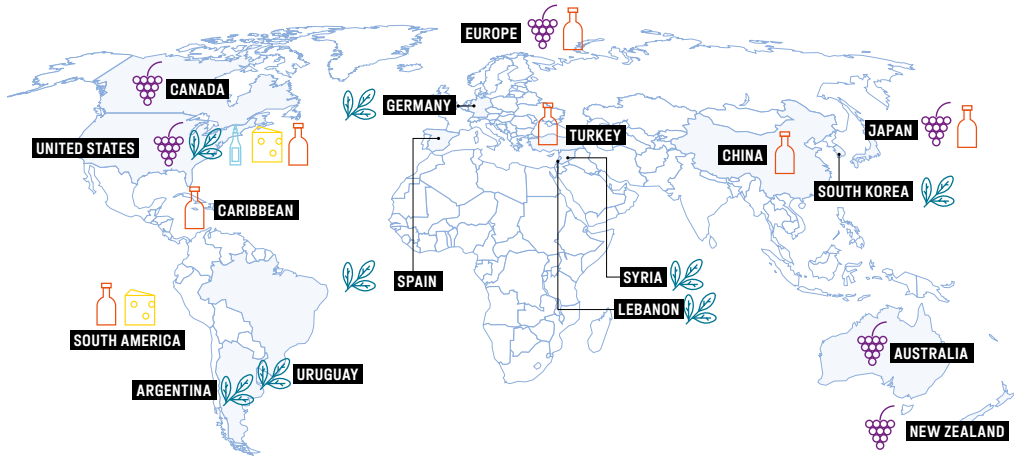 EUROPE
CANADA
GERMANY
UNITED STATES
TURKEY
JAPAN
CHINA
SOUTH KOREA
CARIBBEAN
SPAIN
SYRIA
LEBANON
SOUTH AMERICA
AUSTRALIA
URUGUAY
ARGENTINA
NEW ZEALAND